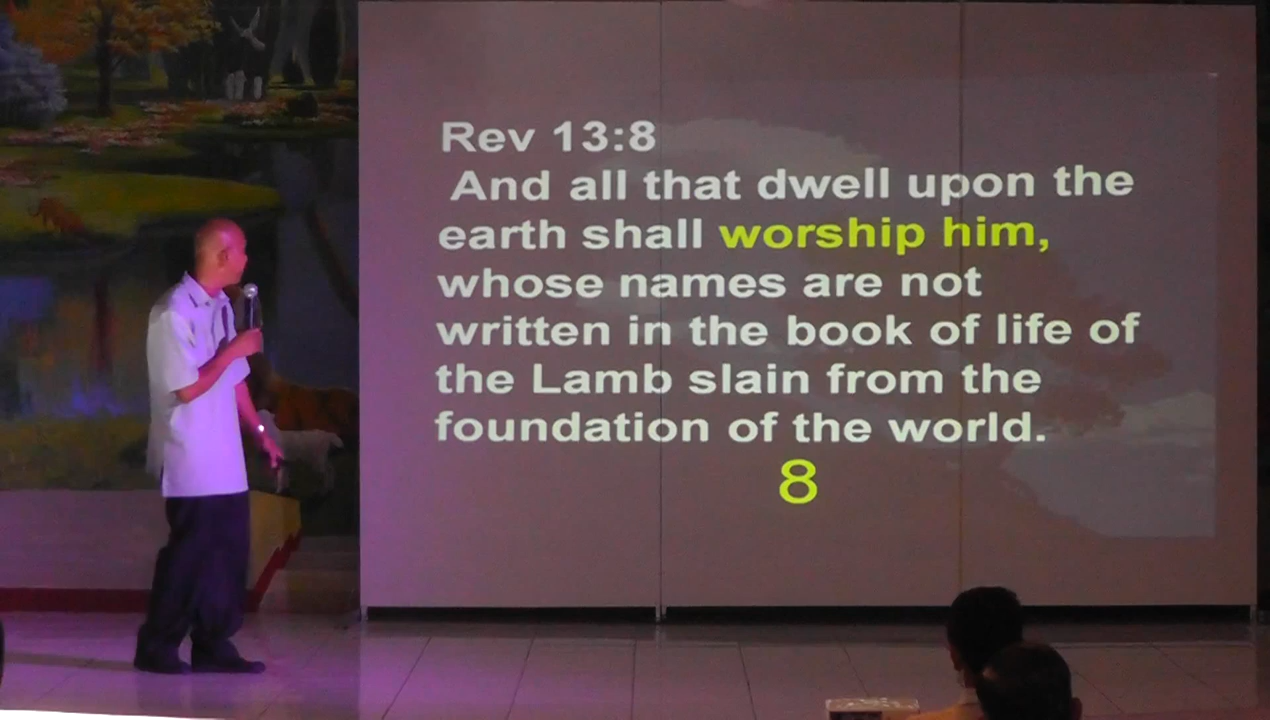 Rev 13:8
And all that dwell upon the
earth shall worship him,
whose names are not
written in the book of life of
the Lamb slain from the
foundation of the world.
8